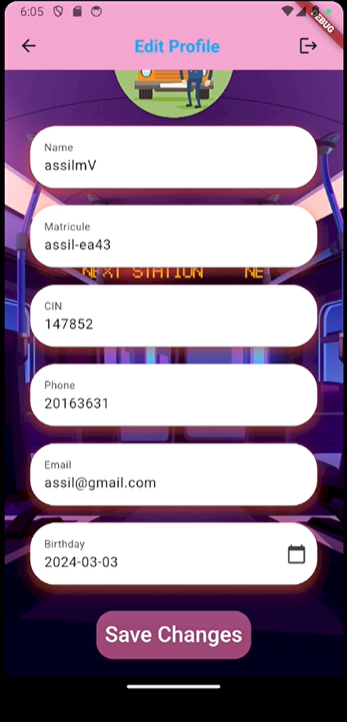 6:05
DEBUG
Edit Profile
Name
assilmV
Matricule
assil-ea43
NEXT STATION NE
CIN
147852
Phone
20163631
Email
assil@gmail.com
Birthday
2024-03-03
Save Changes